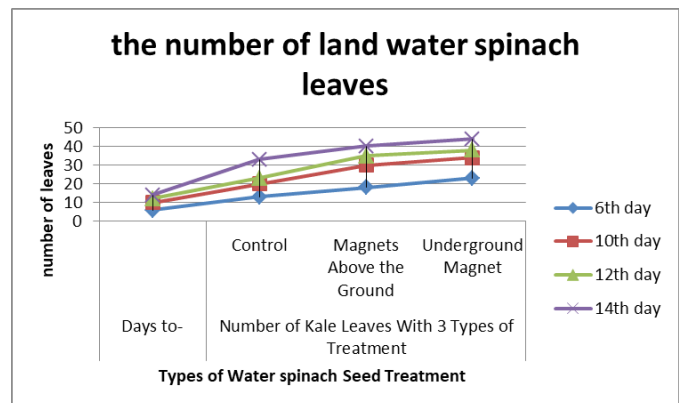 the number of land water spinach
leaves
number of leaves
50
40
30
20
10
0
Control
Magnets
Above the
Ground
Underground
Magnet
Days to-
Number of Kale Leaves With 3 Types of
Treatment
Types of Water spinach Seed Treatment
6th day
10th day
12th day
14th day